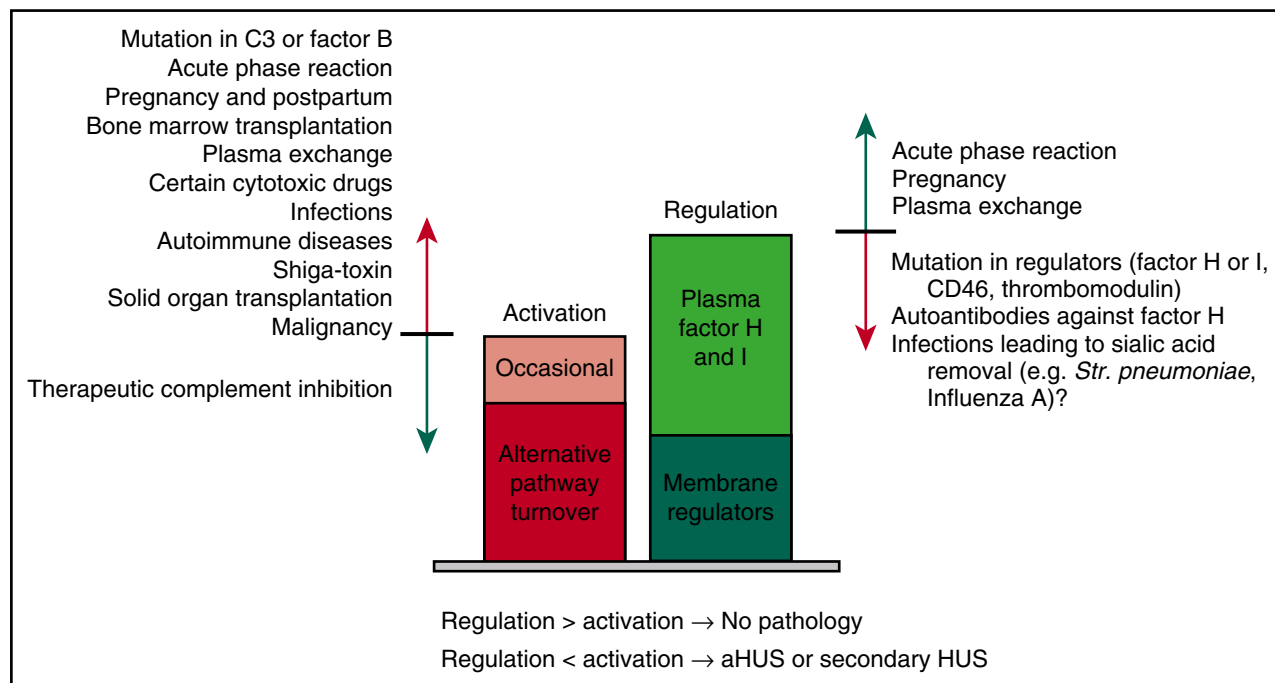 Mutation in C3 or factor B
Acute phase reaction
Pregnancy and postpartum
Bone marrow transplantation
Plasma exchange
Certain cytotoxic drugs
Infections
Autoimmune diseases
Shiga-toxin
Solid organ transplantation
Malignancy
Therapeutic complement inhibition
Activation
Occasional
Alternative
pathway
turnover
Regulation
Plasma
factor H
and I
Membrane
regulators
Acute phase reaction
Pregnancy
Plasma exchange
Mutation in regulators (factor H or I,
CD46, thrombomodulin)
Autoantibodies against factor H
Infections leading to sialic acid
removal (e.g. Str. pneumoniae,
Influenza A)?
Regulation > activation → No pathology
Regulation < activation → aHUS or secondary HUS